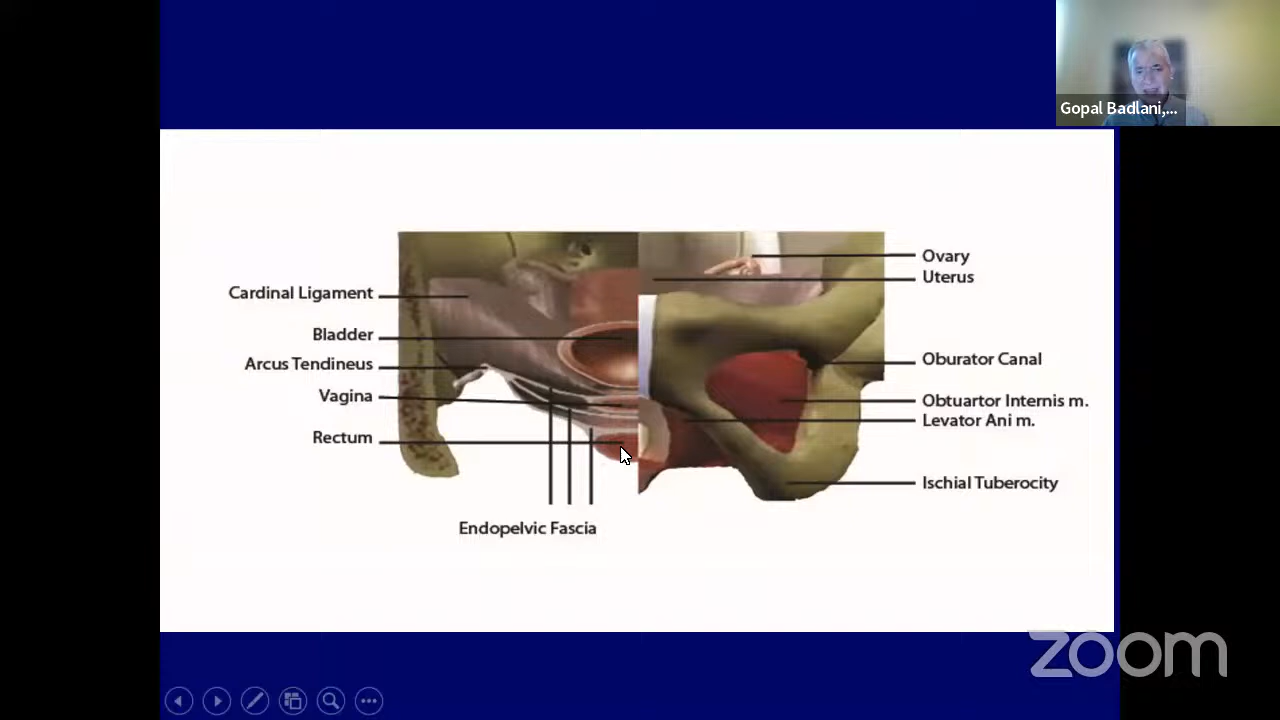 Gopal Badlani,...
Cardinal Ligament
Bladder
Arcus Tendineus
Vagina
Rectum
Endopelvic Fascia
Ovary
Uterus
Oburator Canal
Obtuartor Internis m.
Levator Ani m.
Ischial Tuberocity
zoom